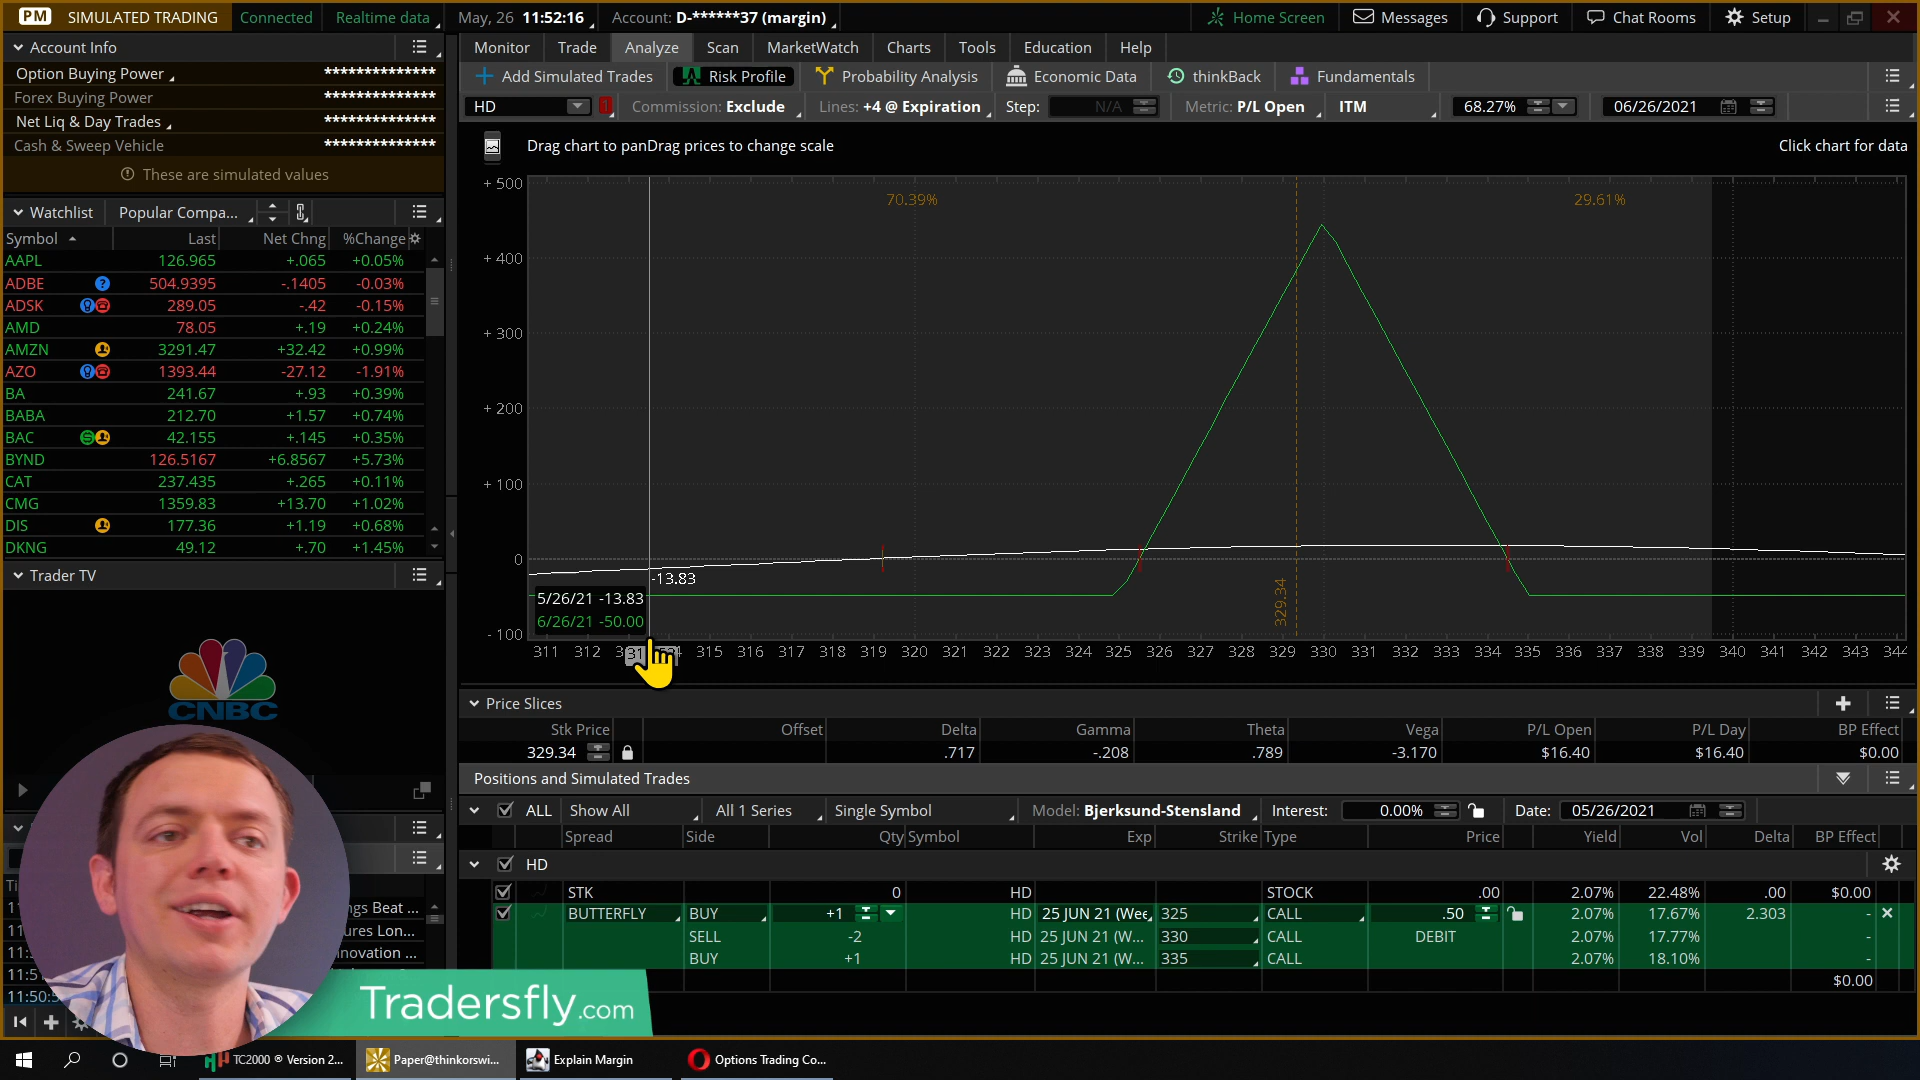 PM SIMULATED TRADING Connected Realtime data May, 26 11:52:16 Account: D-******37 (margin) Home Screen Messages Support Chat Rooms Setup
Account Info
Option Buying Power **************
Forex Buying Power **************
Net Liq & Day Trades **************
Cash & Sweep Vehicle **************
These are simulated values
Watchlist Popular Compa...
Symbol Last Net Chng %Change
AAPL 126.965 +.065 +0.05%
ADBE 504.9395 -.1405 -0.03%
ADSK 289.05 -.42 -0.15%
AMD 78.05 +.19 +0.24%
AMZN 3291.47 +32.42 +0.99%
AZO 1393.44 -27.12 -1.91%
BA 241.67 +.93 +0.39%
BABA 212.70 +1.57 +0.74%
BAC 42.155 +.145 +0.35%
BYND 126.5167 +6.8567 +5.73%
CAT 237.435 +.265 +0.11%
CMG 1359.83 +13.70 +1.02%
DIS 177.36 +1.19 +0.68%
DKNG 49.12 +.70 +1.45%
Trader TV
CNBC
ngs Beat ...
ures Lon...
nnovation ...
11:50:5
Monitor Trade Analyze Scan MarketWatch Charts Tools Education Help
Add Simulated Trades Risk Profile Probability Analysis Economic Data thinkBack Fundamentals
HD 1 Commission: Exclude Lines: +4 @ Expiration Step: N/A Metric: P/L Open ITM 68.27% 06/26/2021
Drag chart to panDrag prices to change scale Click chart for data
+ 500
+ 400
+ 300
+ 200
+ 100
0
- 100
70.39% 29.61%
-13.83
5/26/21 -13.83
6/26/21 -50.00
329.34
311 312 315 316 317 318 319 320 321 322 323 324 325 326 327 328 329 330 331 332 333 334 335 336 337 338 339 340 341 342 343 344
Price Slices
Stk Price Offset Delta Gamma Theta Vega P/L Open P/L Day BP Effect
329.34 .717 -.208 .789 -3.170 $16.40 $16.40 $0.00
Positions and Simulated Trades
ALL Show All All 1 Series Single Symbol Model: Bjerksund-Stensland Interest: 0.00% Date: 05/26/2021
Spread Side Qty Symbol Exp Strike Type Price Yield Vol Delta BP Effect
HD
STK 0 HD STOCK .00 2.07% 22.48% .00 $0.00
BUTTERFLY BUY +1 HD 25 JUN 21 (Wee 325 CALL .50 2.07% 17.67% 2.303 -
SELL -2 HD 25 JUN 21 (W... 330 CALL DEBIT 2.07% 17.77% -
BUY +1 HD 25 JUN 21 (W... 335 CALL 2.07% 18.10% -
$0.00
Tradersfly.com
TC2000 ® Version 2... Paper@thinkorswi... Explain Margin Options Trading Co...